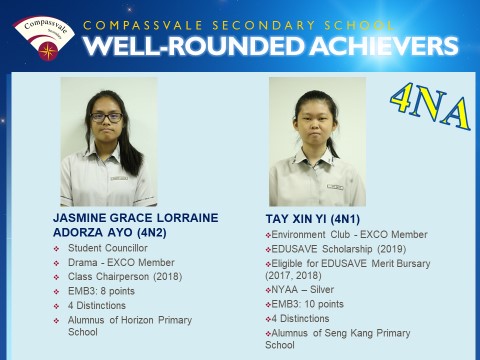 Compassvale
Secondary
COMPASSVALE SECONDARY SCHOOL
WELL-ROUNDED ACHIEVERS
4NA
JASMINE GRACE LORRAINE
ADORZA AYO (4N2)
❖ Student Councillor
❖ Drama - EXCO Member
❖ Class Chairperson (2018)
❖ EMB3: 8 points
❖ 4 Distinctions
❖ Alumnus of Horizon Primary
School
TAY XIN YI (4N1)
❖Environment Club - EXCO Member
❖EDUSAVE Scholarship (2019)
❖Eligible for EDUSAVE Merit Bursary
(2017, 2018)
❖NYAA – Silver
❖EMB3: 10 points
❖4 Distinctions
❖Alumnus of Seng Kang Primary
School